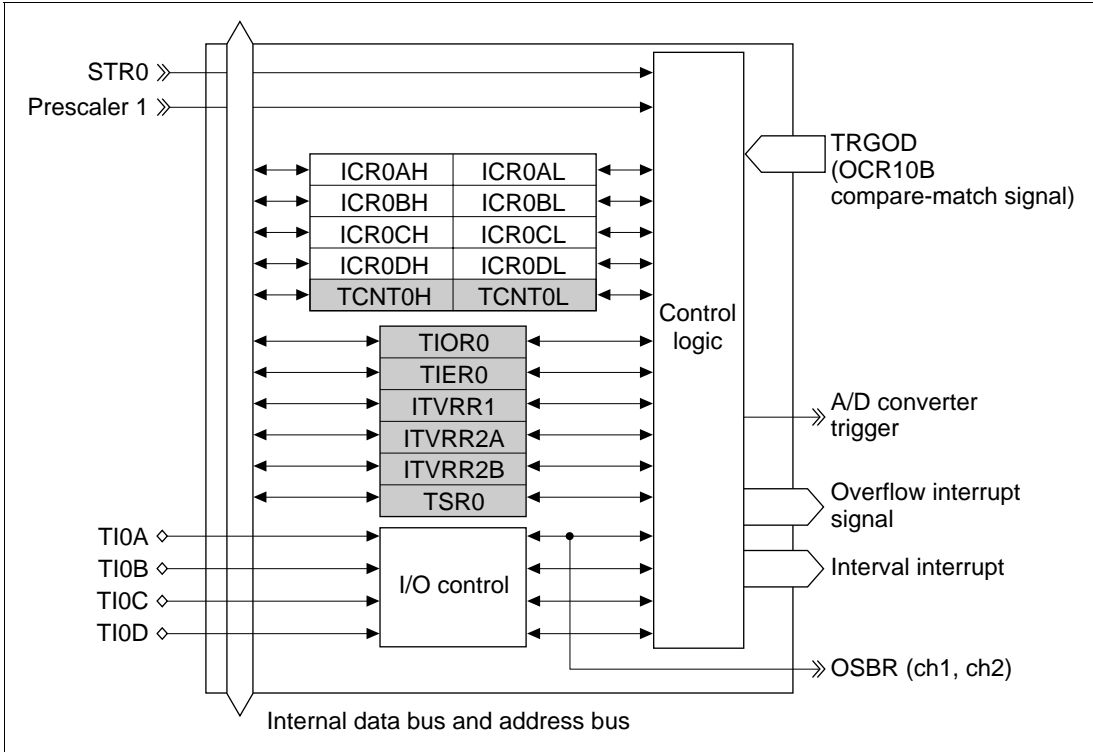 STR0
Prescaler 1
TRGOD
(OCR10B
compare-match signal)
ICR0AH ICR0AL
ICR0BH ICR0BL
ICR0CH ICR0CL
ICR0DH ICR0DL
TCNT0H TCNT0L
Control
logic
TIOR0
TIER0
ITVRR1
ITVRR2A
ITVRR2B
TSR0
A/D converter
trigger
Overflow interrupt
signal
Interval interrupt
TI0A
TI0B
TI0C
TI0D
I/O control
OSBR (ch1, ch2)
Internal data bus and address bus